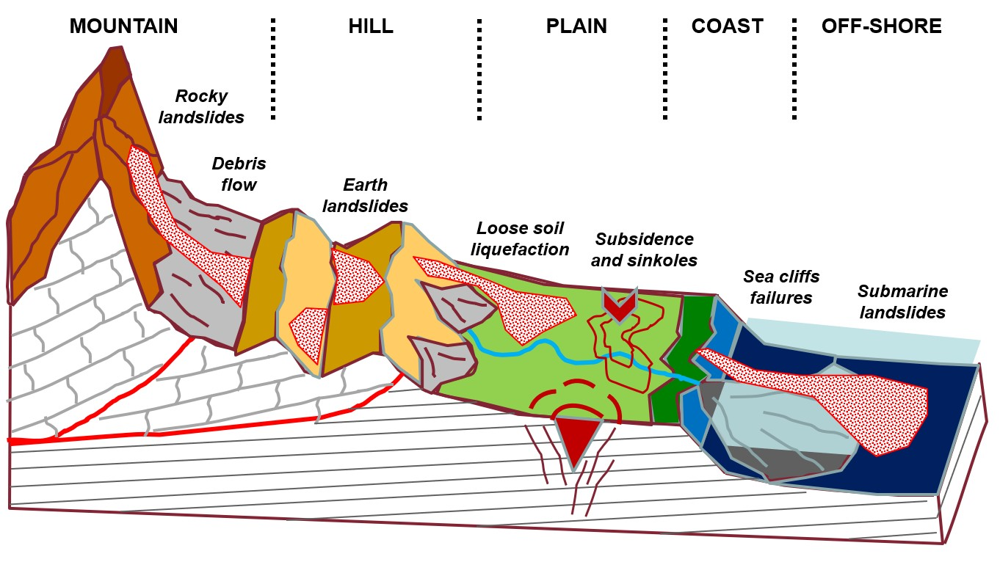 MOUNTAIN
HILL
PLAIN
COAST
OFF-SHORE
Rocky
landslides
Debris
flow
Earth
landslides
Loose soil
liquefaction
Subsidence
and sinkoles
Sea cliffs
failures
Submarine
landslides